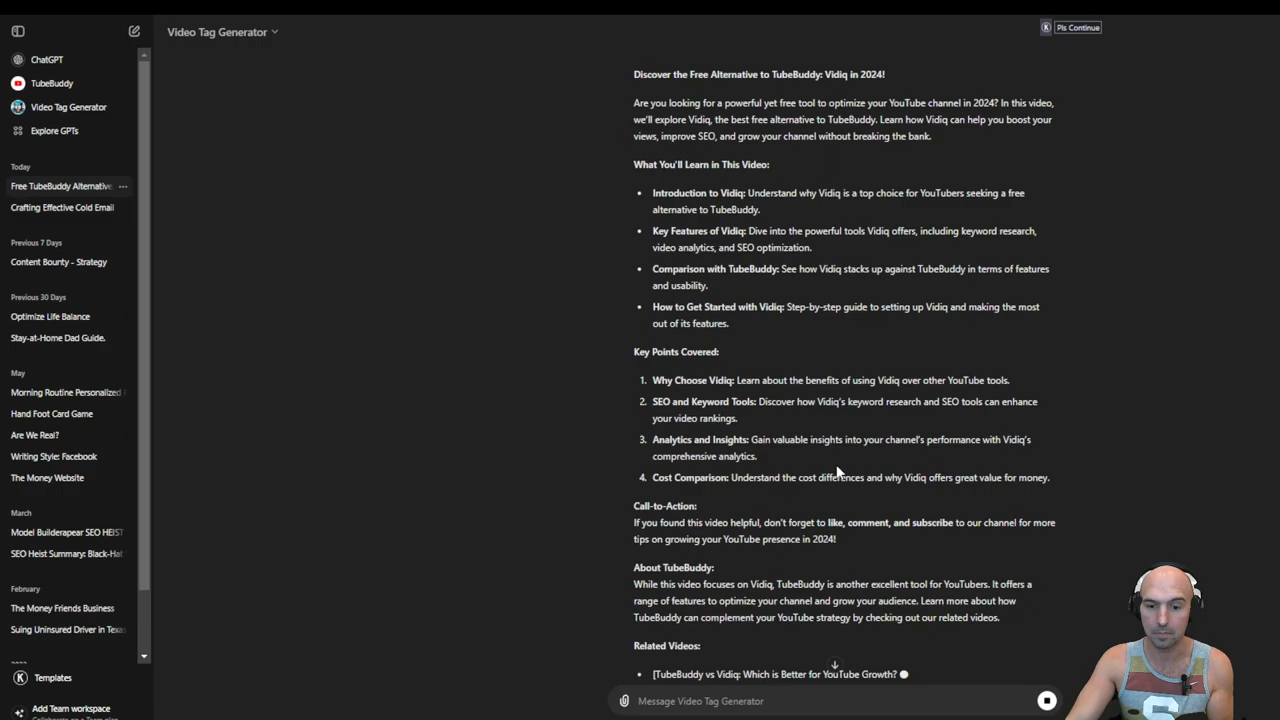 Video Tag Generator
Pls Continue
ChatGPT
TubeBuddy
Video Tag Generator
Explore GPTs
Today
Free TubeBuddy Alternative
Crafting Effective Cold Email
Previous 7 Days
Content Bounty - Strategy
Previous 30 Days
Optimize Life Balance
Stay-at-Home Dad Guide.
May
Morning Routine Personalized
Hand Foot Card Game
Are We Real?
Writing Style: Facebook
The Money Website
March
Model Builderapear SEO HEIST
SEO Heist Summary: Black-Hat
February
The Money Friends Business
Suing Uninsured Driver in Texas
K Templates
Add Team workspace
Discover the Free Alternative to TubeBuddy: Vidiq in 2024!
Are you looking for a powerful yet free tool to optimize your YouTube channel in 2024? In this video,
we'll explore Vidiq, the best free alternative to TubeBuddy. Learn how Vidiq can help you boost your
views, improve SEO, and grow your channel without breaking the bank.
What You'll Learn in This Video:
• Introduction to Vidiq: Understand why Vidiq is a top choice for YouTubers seeking a free
alternative to TubeBuddy.
• Key Features of Vidiq: Dive into the powerful tools Vidiq offers, including keyword research,
video analytics, and SEO optimization.
• Comparison with TubeBuddy: See how Vidiq stacks up against TubeBuddy in terms of features
and usability.
• How to Get Started with Vidiq: Step-by-step guide to setting up Vidiq and making the most
out of its features.
Key Points Covered:
1. Why Choose Vidiq: Learn about the benefits of using Vidiq over other YouTube tools.
2. SEO and Keyword Tools: Discover how Vidiq's keyword research and SEO tools can enhance
your video rankings.
3. Analytics and Insights: Gain valuable insights into your channel's performance with Vidiq's
comprehensive analytics.
4. Cost Comparison: Understand the cost differences and why Vidiq offers great value for money.
Call-to-Action:
If you found this video helpful, don't forget to like, comment, and subscribe to our channel for more
tips on growing your YouTube presence in 2024!
About TubeBuddy:
While this video focuses on Vidiq, TubeBuddy is another excellent tool for YouTubers. It offers a
range of features to optimize your channel and grow your audience. Learn more about how
TubeBuddy can complement your YouTube strategy by checking out our related videos.
Related Videos:
• [TubeBuddy vs Vidiq: Which is Better for YouTube Growth?
Message Video Tag Generator